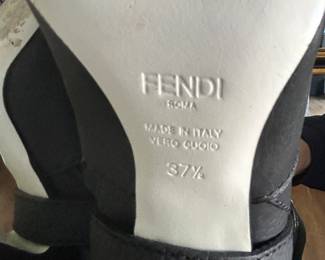 FENDI
ROMA
MADE IN ITALY
VERO CUOIO
37½